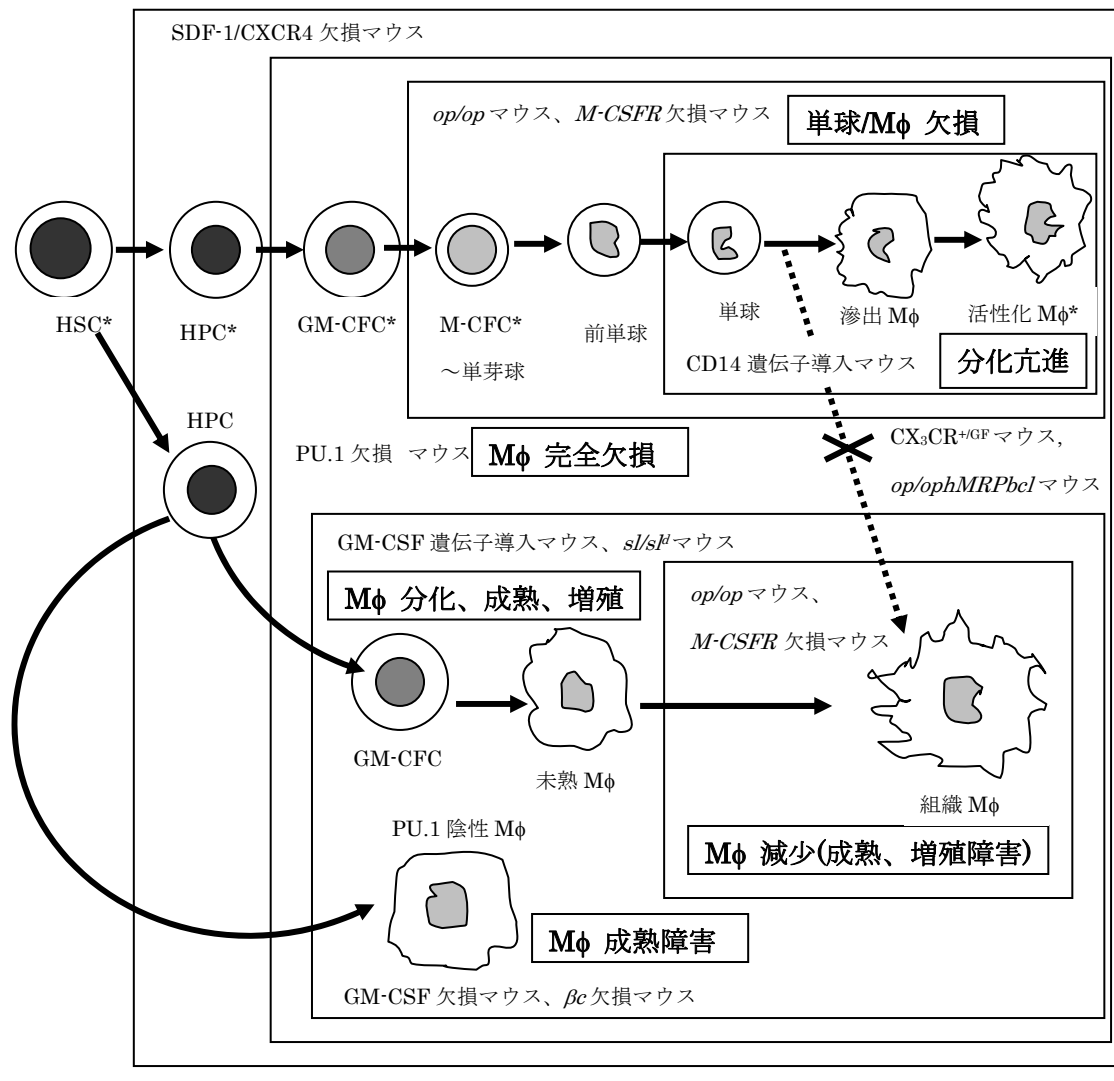 SDF-1/CXCR4 欠損マウス
op/op マウス、M-CSFR 欠損マウス
単球/Mφ 欠損
HSC*
HPC*
GM-CFC*
M-CFC*
～単芽球
前単球
単球
滲出 Mφ
活性化 Mφ*
CD14 遺伝子導入マウス
分化亢進
HPC
PU.1 欠損 マウス
Mφ 完全欠損
CX₃CR⁺/GF マウス,
op/ophMRPbcl マウス
GM-CSF 遺伝子導入マウス、sl/slᵈ マウス
Mφ 分化、成熟、増殖
op/op マウス、
M-CSFR 欠損マウス
GM-CFC
未熟 Mφ
組織 Mφ
Mφ 減少(成熟、増殖障害)
PU.1 陰性 Mφ
Mφ 成熟障害
GM-CSF 欠損マウス、βc 欠損マウス